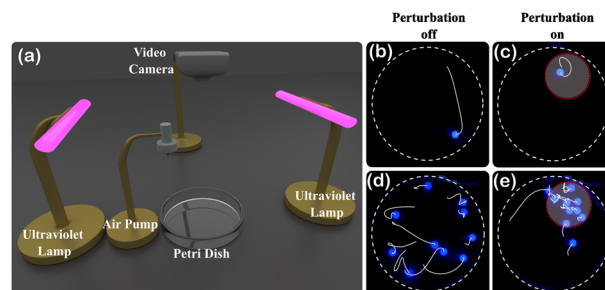 Perturbation
off
Perturbation
on
(a)
Video
Camera
(b)
(c)
Ultraviolet
Lamp
Air Pump
Petri Dish
Ultraviolet
Lamp
(d)
(e)